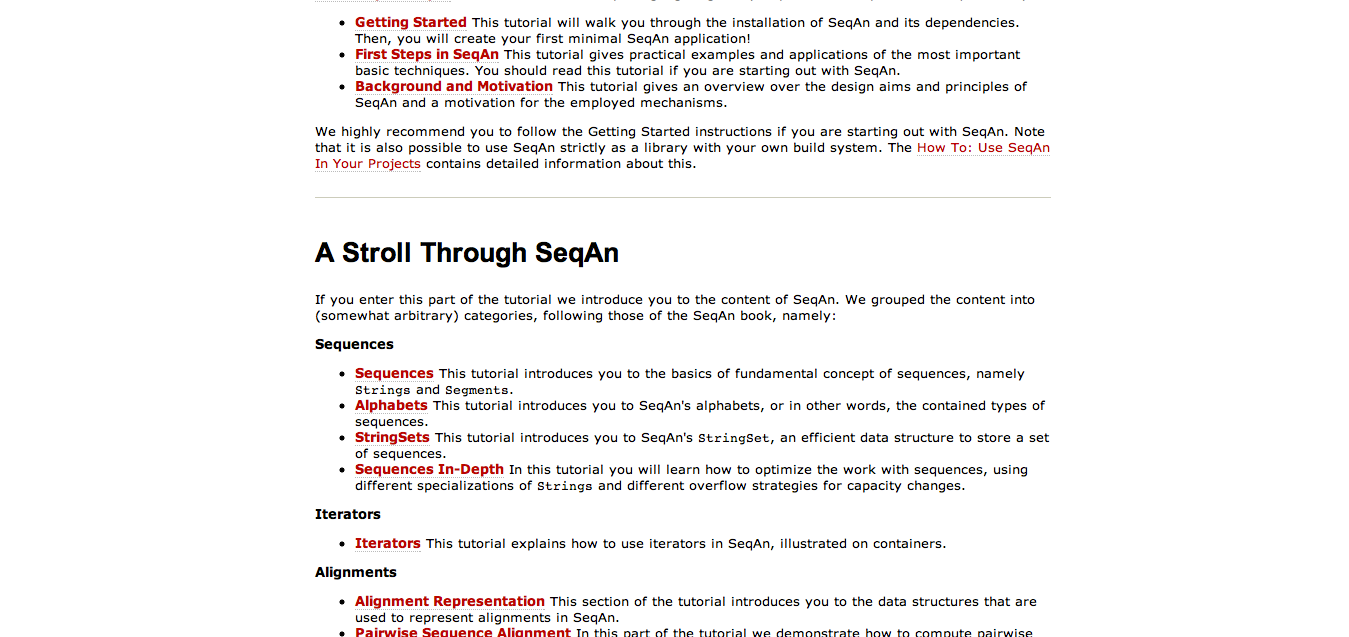 Getting Started This tutorial will walk you through the installation of SeqAn and its dependencies.
Then, you will create your first minimal SeqAn application!
First Steps in SeqAn This tutorial gives practical examples and applications of the most important
basic techniques. You should read this tutorial if you are starting out with SeqAn.
Background and Motivation This tutorial gives an overview over the design aims and principles of
SeqAn and a motivation for the employed mechanisms.
We highly recommend you to follow the Getting Started instructions if you are starting out with SeqAn. Note
that it is also possible to use SeqAn strictly as a library with your own build system. The How To: Use SeqAn
In Your Projects contains detailed information about this.
A Stroll Through SeqAn
If you enter this part of the tutorial we introduce you to the content of SeqAn. We grouped the content into
(somewhat arbitrary) categories, following those of the SeqAn book, namely:
Sequences
Sequences This tutorial introduces you to the basics of fundamental concept of sequences, namely
Strings and Segments.
Alphabets This tutorial introduces you to SeqAn's alphabets, or in other words, the contained types of
sequences.
StringSets This tutorial introduces you to SeqAn's StringSet, an efficient data structure to store a set
of sequences.
Sequences In-Depth In this tutorial you will learn how to optimize the work with sequences, using
different specializations of Strings and different overflow strategies for capacity changes.
Iterators
Iterators This tutorial explains how to use iterators in SeqAn, illustrated on containers.
Alignments
Alignment Representation This section of the tutorial introduces you to the data structures that are
used to represent alignments in SeqAn.
Pairwise Sequence Alignment In this part of the tutorial we demonstrate how to compute pairwise